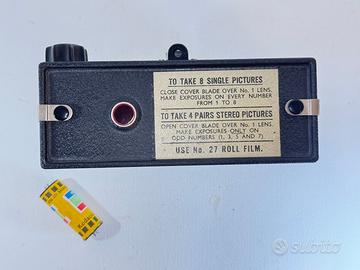 TO TAKE 8 SINGLE PICTURES
CLOSE COVER BLADE OVER No. 1 LENS.
MAKE EXPOSURES ON EVERY NUMBER
FROM 1 TO 8
TO TAKE 4 PAIRS STEREO PICTURES
OPEN COVER BLADE OVER No. 1 LENS.
MAKE EXPOSURES ONLY ON
ODD NUMBERS (1, 3, 5 AND 7)
USE No. 27 ROLL FILM.
Kodak
subito